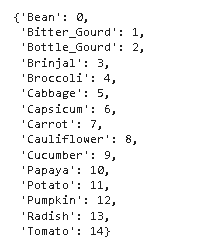 {'Bean': 0,
'Bitter_Gourd': 1,
'Bottle_Gourd': 2,
'Brinjal': 3,
'Broccoli': 4,
'Cabbage': 5,
'Capsicum': 6,
'Carrot': 7,
'Cauliflower': 8,
'Cucumber': 9,
'Papaya': 10,
'Potato': 11,
'Pumpkin': 12,
'Radish': 13,
'Tomato': 14}